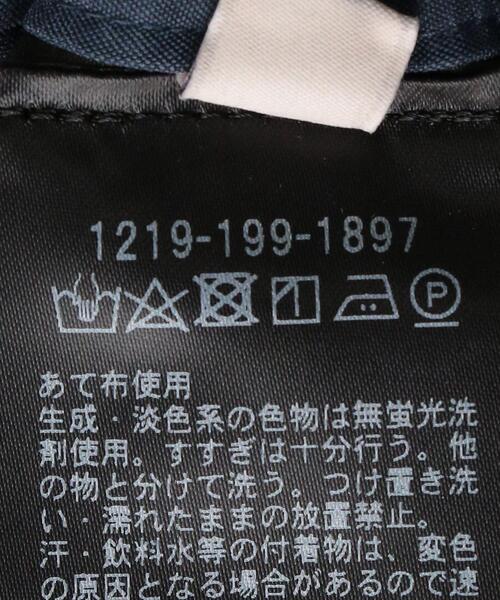 1219-199-1897
P
あて布使用
生成・淡色系の色物は無蛍光洗
剤使用。すすぎは十分行う。他
の物と分けて洗う。つけ置き洗
い・濡れたままの放置禁止。
汗・飲料水等の付着物は、変色
の原因となる場合があるので速